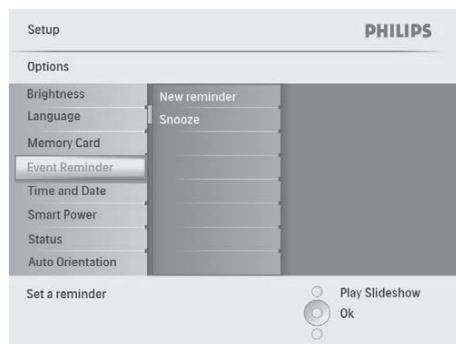 Setup
PHILIPS
Options
Brightness
Language
Memory Card
Event Reminder
Time and Date
Smart Power
Status
Auto Orientation
New reminder
Snooze
Set a reminder
Play Slideshow
Ok